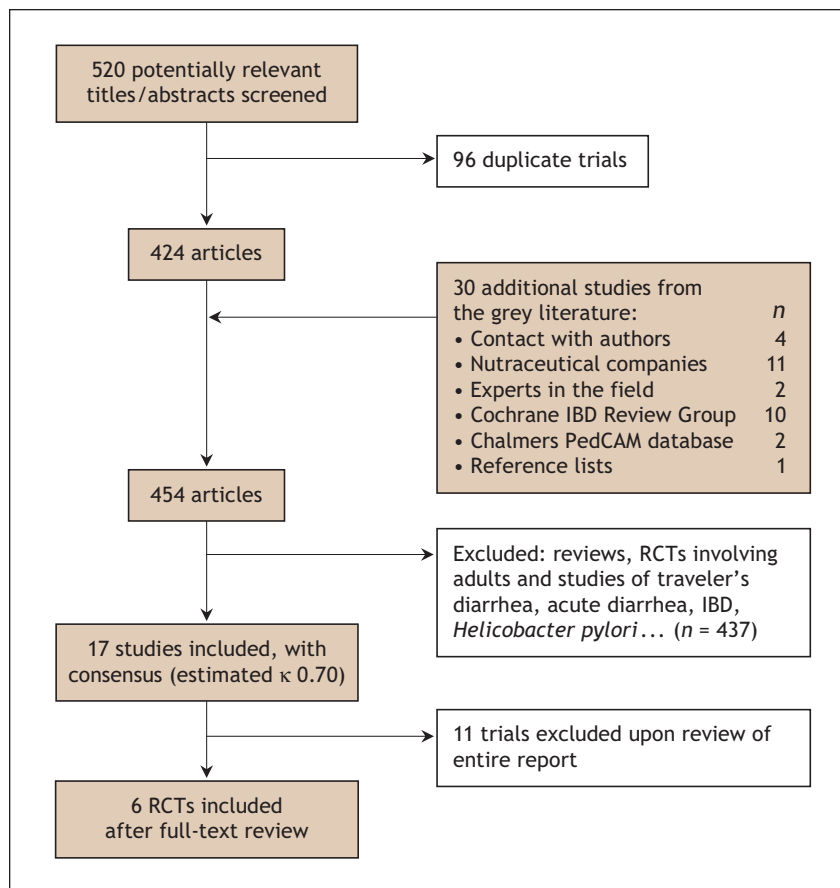 520 potentially relevant
titles/abstracts screened
96 duplicate trials
424 articles
30 additional studies from
the grey literature: n
• Contact with authors 4
• Nutraceutical companies 11
• Experts in the field 2
• Cochrane IBD Review Group 10
• Chalmers PedCAM database 2
• Reference lists 1
454 articles
Excluded: reviews, RCTs involving
adults and studies of traveler’s
diarrhea, acute diarrhea, IBD,
Helicobacter pylori... (n = 437)
17 studies included, with
consensus (estimated κ 0.70)
11 trials excluded upon review of
entire report
6 RCTs included
after full-text review